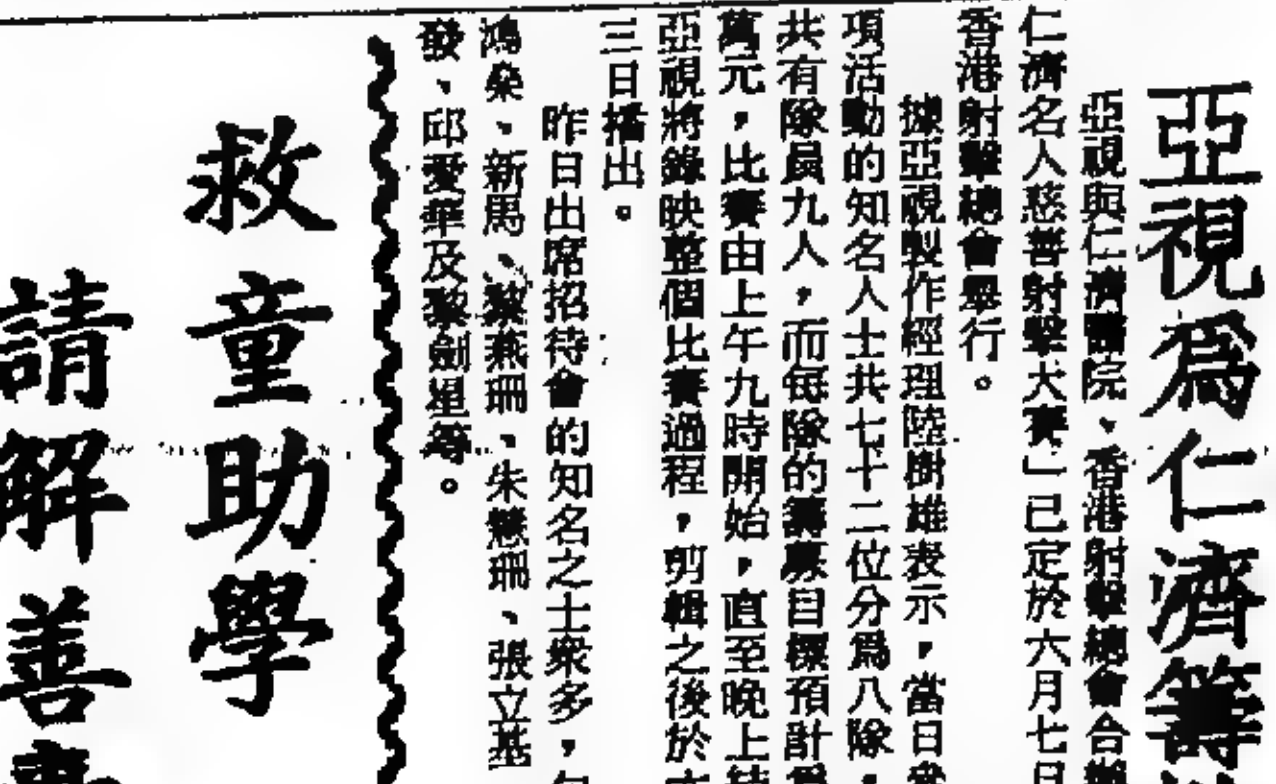 亞視爲仁濟籌
亞視與仁濟醫院、香港射擊總會合辦
仁濟名人慈善射擊大賽」已定於六月七日
香港射擊總會舉行。
據亞視製作經理陸樹雄表示，當日
項活動的知名人士共七十二位分爲八隊，
共有隊員九人，而每隊的籌募目標預計
萬元，比賽由上午九時開始，直至晚上
亞視將錄映整個比賽過程，剪輯之後於
三日播出。
昨日出席招待會的知名之士衆多，
鴻燊、新馬、黎燕珊、朱慧珊、張立基
發、邱愛華及黎劍星等。
救童助學
請解善